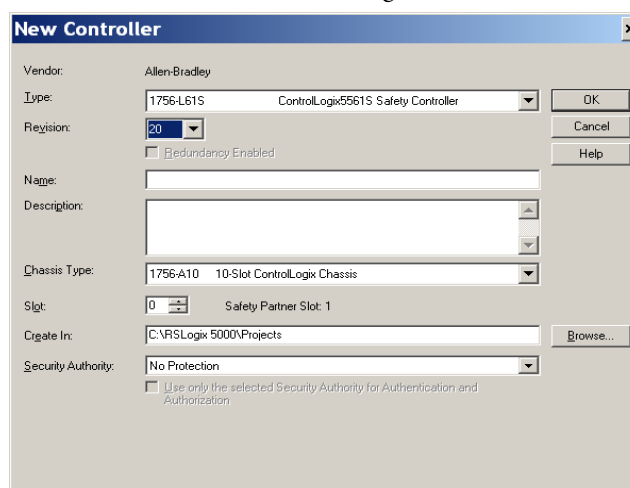 New Controller
Vendor: Allen-Bradley
Type: 1756-L61S ControlLogix5561S Safety Controller OK
Revision: 20 Cancel
Redundancy Enabled Help
Name:
Description:
Chassis Type: 1756-A10 10-Slot ControlLogix Chassis
Slot: 0 Safety Partner Slot: 1
Create In: C:\RSLogix 5000\Projects Browse...
Security Authority: No Protection
Use only the selected Security Authority for Authentication and
Authorization